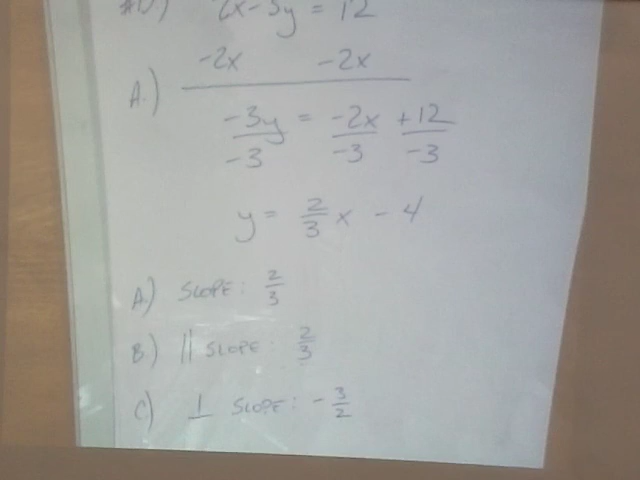 #10) 2x-3y = 12
-2x -2x
A.)
-3y = -2x +12
-3 -3 -3
y = 2/3 x - 4
A) SLOPE: 2/3
B) || SLOPE: 2/3
C) ⊥ SLOPE: - 3/2